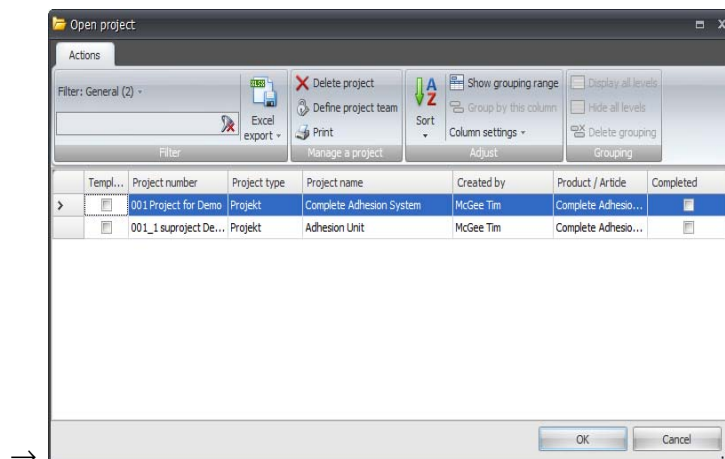 Open project
Actions
Filter: General (2)
Excel
export
Filter
Delete project
Define project team
Print
Manage a project
A
Z
Sort
Show grouping range
Group by this column
Column settings
Adjust
Display all levels
Hide all levels
Delete grouping
Grouping
Templ... Project number Project type Project name Created by Product / Article Completed
001 Project for Demo Projekt Complete Adhesion System McGee Tim Complete Adhesio...
001_1 suproject De... Projekt Adhesion Unit McGee Tim Complete Adhesio...
OK Cancel
→